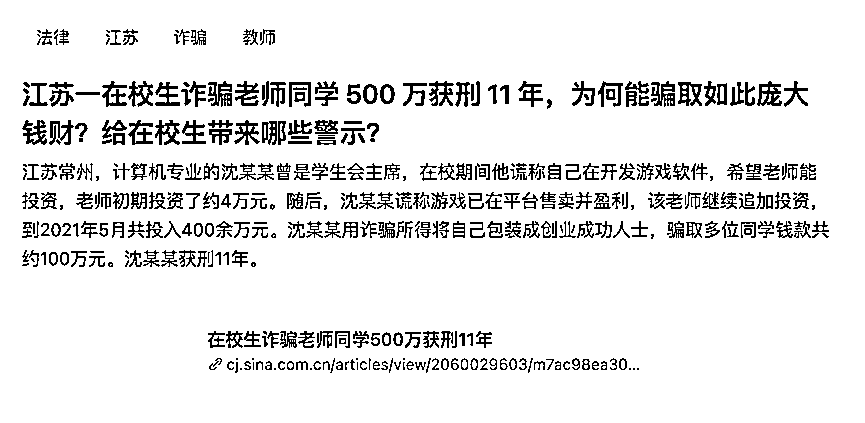 法律 江苏 诈骗 教师
江苏一在校生诈骗老师同学 500 万获刑 11 年，为何能骗取如此庞大
钱财？给在校生带来哪些警示？
江苏常州，计算机专业的沈某某曾是学生会主席，在校期间他谎称自己在开发游戏软件，希望老师能
投资，老师初期投资了约4万元。随后，沈某某谎称游戏已在平台售卖并盈利，该老师继续追加投资，
到2021年5月共投入400余万元。沈某某用诈骗所得将自己包装成创业成功人士，骗取多位同学钱款共
约100万元。沈某某获刑11年。
在校生诈骗老师同学500万获刑11年
cj.sina.com.cn/articles/view/2060029603/m7ac98ea30...